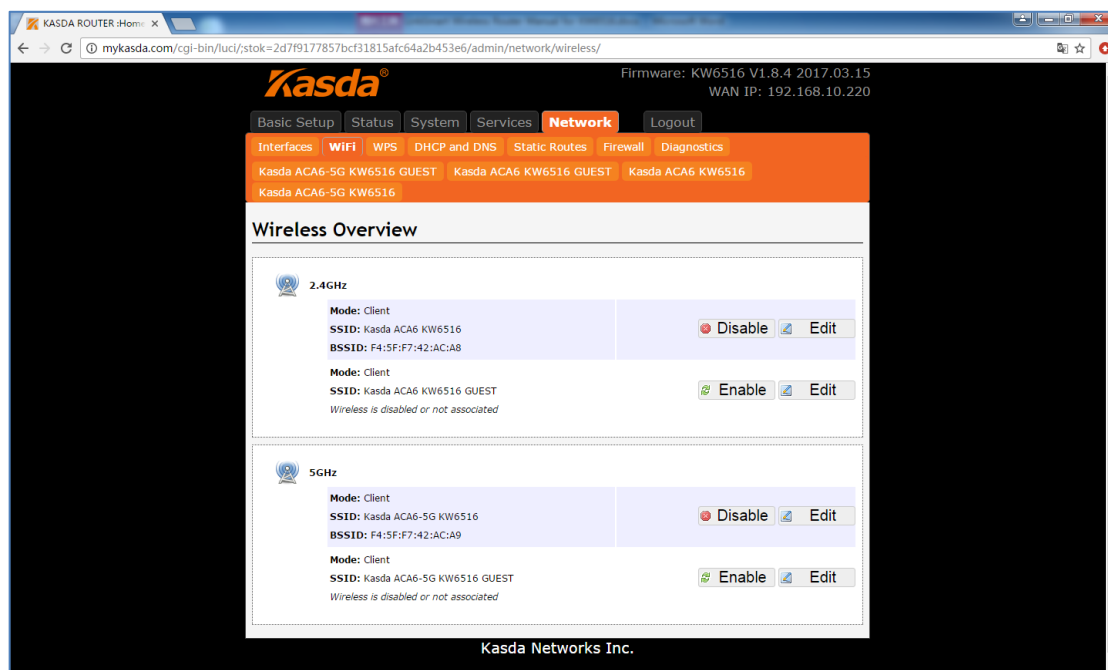 KASDA ROUTER :Home
mykasda.com/cgi-bin/luci/;stok=2d7f9177857bcf31815afc64a2b453e6/admin/network/wireless/
Kasda®
Firmware: KW6516 V1.8.4 2017.03.15
WAN IP: 192.168.10.220
Basic Setup Status System Services Network Logout
Interfaces WiFi WPS DHCP and DNS Static Routes Firewall Diagnostics
Kasda ACA6-5G KW6516 GUEST Kasda ACA6 KW6516 GUEST Kasda ACA6 KW6516
Kasda ACA6-5G KW6516
Wireless Overview
2.4GHz
Mode: Client
SSID: Kasda ACA6 KW6516
BSSID: F4:5F:F7:42:AC:A8
Disable Edit
Mode: Client
SSID: Kasda ACA6 KW6516 GUEST
Wireless is disabled or not associated
Enable Edit
5GHz
Mode: Client
SSID: Kasda ACA6-5G KW6516
BSSID: F4:5F:F7:42:AC:A9
Disable Edit
Mode: Client
SSID: Kasda ACA6-5G KW6516 GUEST
Wireless is disabled or not associated
Enable Edit
Kasda Networks Inc.